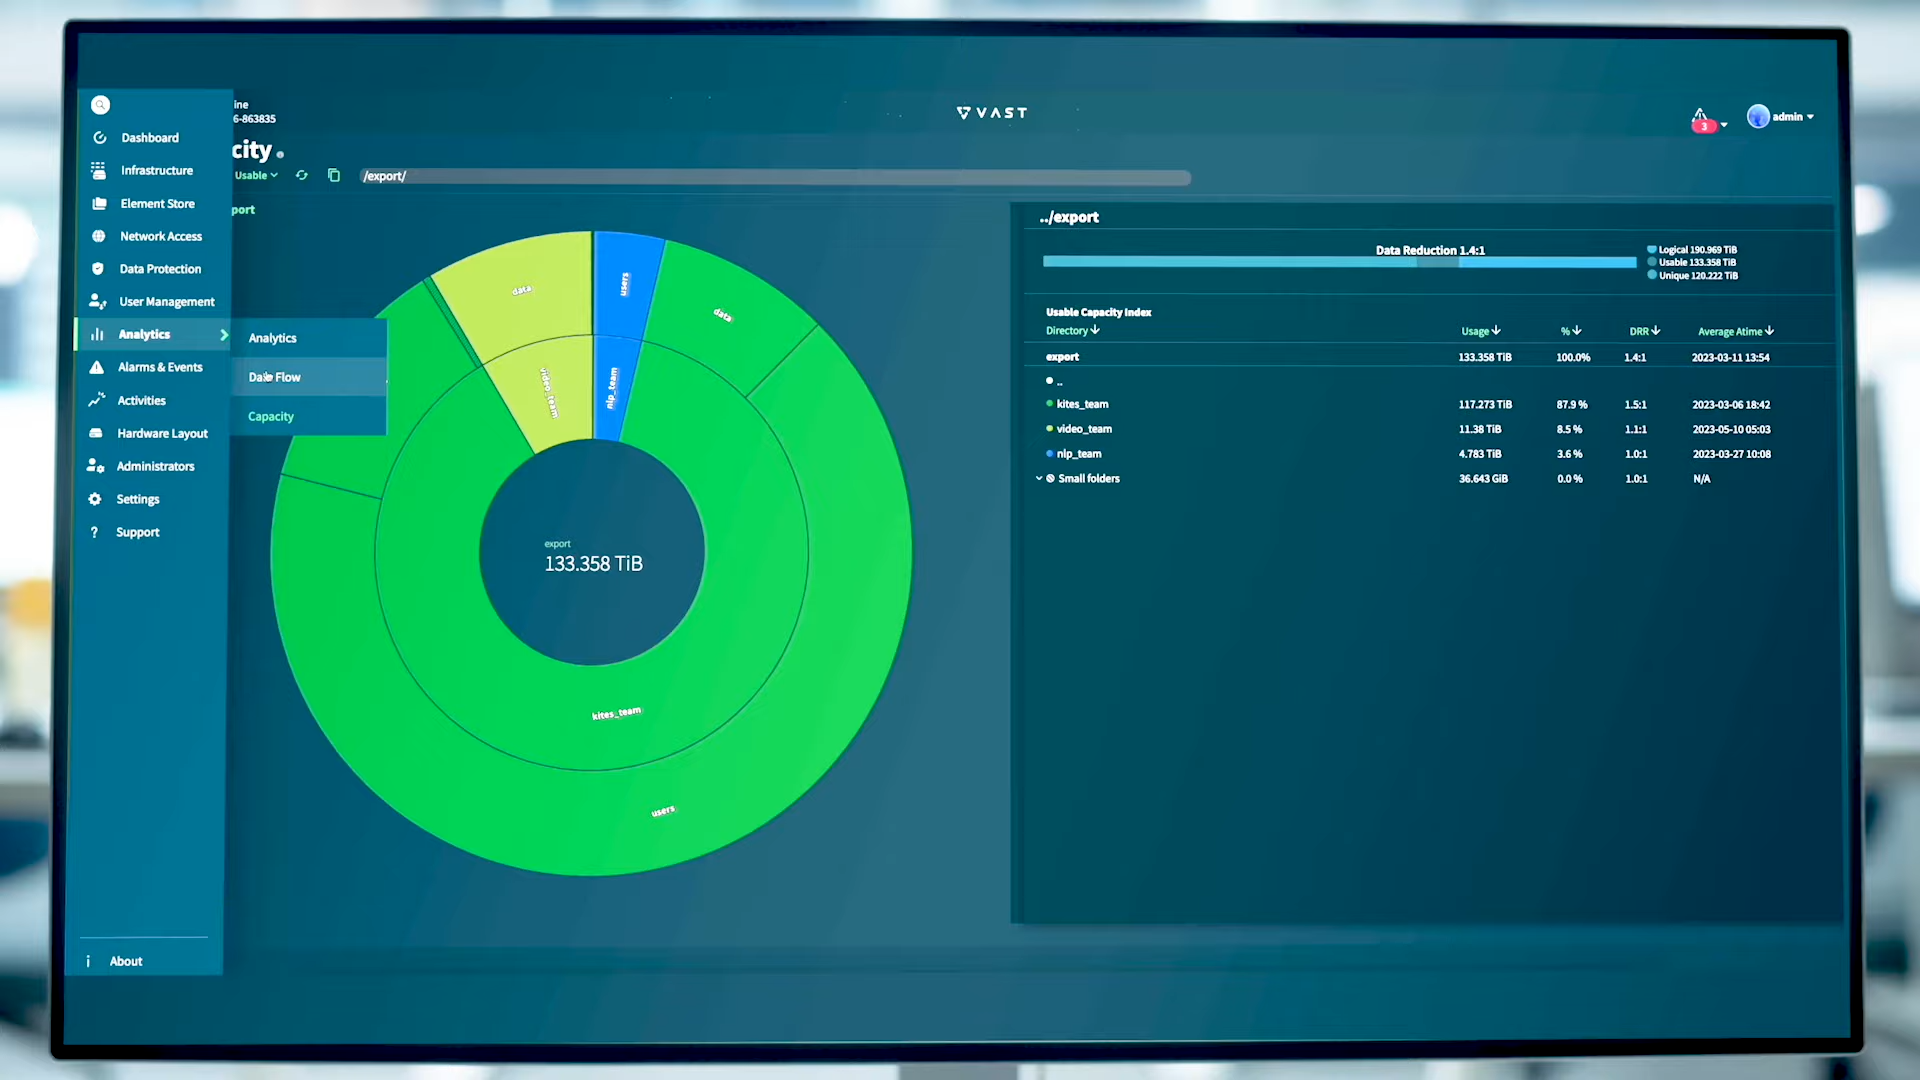 ine
6-863835
VAST
3
admin
city
Usable
/export/
port
Dashboard
Infrastructure
Element Store
Network Access
Data Protection
User Management
Analytics
Alarms & Events
Activities
Hardware Layout
Administrators
Settings
? Support
i About
Analytics
Data Flow
Capacity
data
users
data
video_team
nlp_team
export
133.358 TiB
kites_team
users
../export
Data Reduction 1.4:1
Logical 190.969 TiB
Usable 133.358 TiB
Unique 120.222 TiB
Usable Capacity Index
Directory Usage % DRR Average Atime
export 133.358 TiB 100.0% 1.4:1 2023-03-11 13:54
..
kites_team 117.273 TiB 87.9 % 1.5:1 2023-03-06 18:42
video_team 11.38 TiB 8.5 % 1.1:1 2023-05-10 05:03
nlp_team 4.783 TiB 3.6 % 1.0:1 2023-03-27 10:08
Small folders 36.643 GiB 0.0 % 1.0:1 N/A